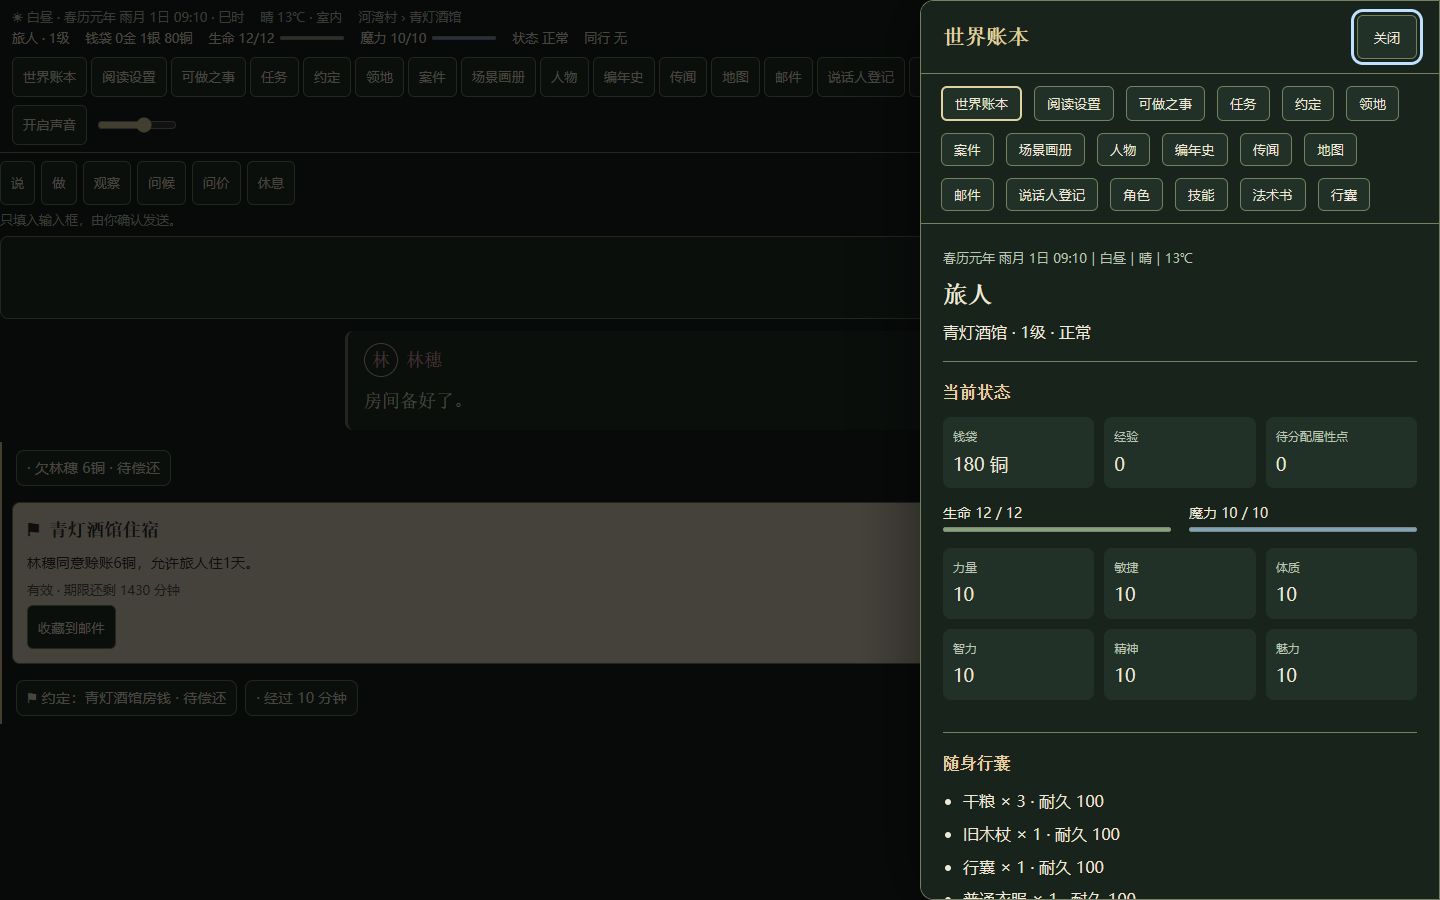 白昼 · 春历元年 雨月 1日 09:10 · 巳时 晴 13℃ · 室内 河湾村 › 青灯酒馆
旅人 · 1级 钱袋 0金 1银 80铜 生命 12/12 魔力 10/10 状态 正常 同行 无
世界账本 阅读设置 可做之事 任务 约定 领地 案件 场景画册 人物 编年史 传闻 地图 邮件 说话人登记
开启声音
说 做 观察 问候 问价 休息
只填入输入框，由你确认发送。
林 林穗
房间备好了。
· 欠林穗 6铜 · 待偿还
青灯酒馆住宿
林穗同意赊账6铜，允许旅人住1天。
有效 · 期限还剩 1430 分钟
收藏到邮件
约定：青灯酒馆房钱 · 待偿还 · 经过 10 分钟
世界账本 关闭
世界账本 阅读设置 可做之事 任务 约定 领地
案件 场景画册 人物 编年史 传闻 地图
邮件 说话人登记 角色 技能 法术书 行囊
春历元年 雨月 1日 09:10 | 白昼 | 晴 | 13℃
旅人
青灯酒馆 · 1级 · 正常
当前状态
钱袋 经验 待分配属性点
180 铜 0 0
生命 12 / 12 魔力 10 / 10
力量 敏捷 体质
10 10 10
智力 精神 魅力
10 10 10
随身行囊
干粮 × 3 · 耐久 100
旧木杖 × 1 · 耐久 100
行囊 × 1 · 耐久 100
普通衣服 × 1 · 耐久 100